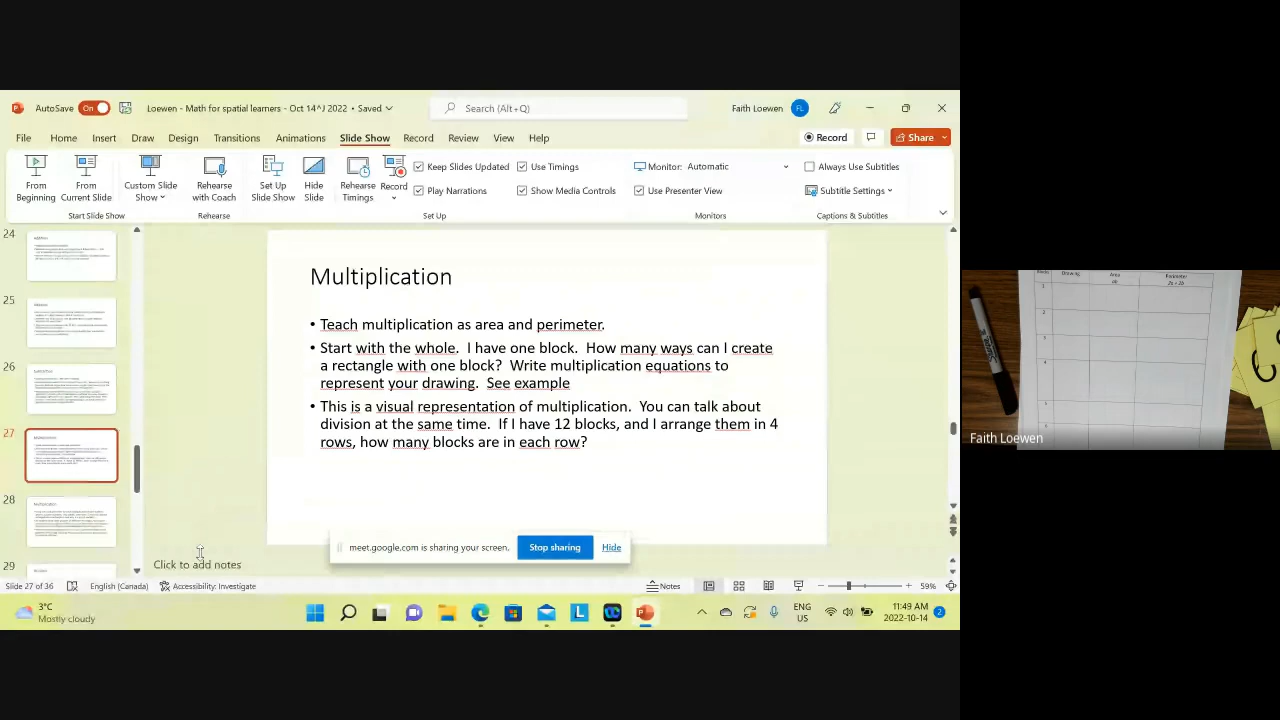 AutoSave On Loewen - Math for spatial learners - Oct 14^J 2022 • Saved Search (Alt+Q) Faith Loewen FL
File Home Insert Draw Design Transitions Animations Slide Show Record Review View Help Record Share
From Beginning
From Current Slide
Custom Slide Show
Rehearse with Coach
Set Up Slide Show
Hide Slide
Rehearse Timings
Record
Keep Slides Updated Use Timings Monitor: Automatic Always Use Subtitles
Play Narrations Show Media Controls Use Presenter View Subtitle Settings
Start Slide Show Rehearse Set Up Monitors Captions & Subtitles
24
25
26
27
28
29
Multiplication
• Teach multiplication as area and perimeter.
• Start with the whole. I have one block. How many ways can I create
a rectangle with one block? Write multiplication equations to
represent your drawing. See example
• This is a visual representation of multiplication. You can talk about
division at the same time. If I have 12 blocks, and I arrange them in 4
rows, how many blocks are in each row?
meet.google.com is sharing your screen. Stop sharing Hide
Click to add notes
Slide 27 of 36 English (Canada) Accessibility: Investigate Notes 59%
3°C
Mostly cloudy
ENG
US
11:49 AM
2022-10-14
2
Drawing Area Perimeter
1
2
3
4
Faith Loewen